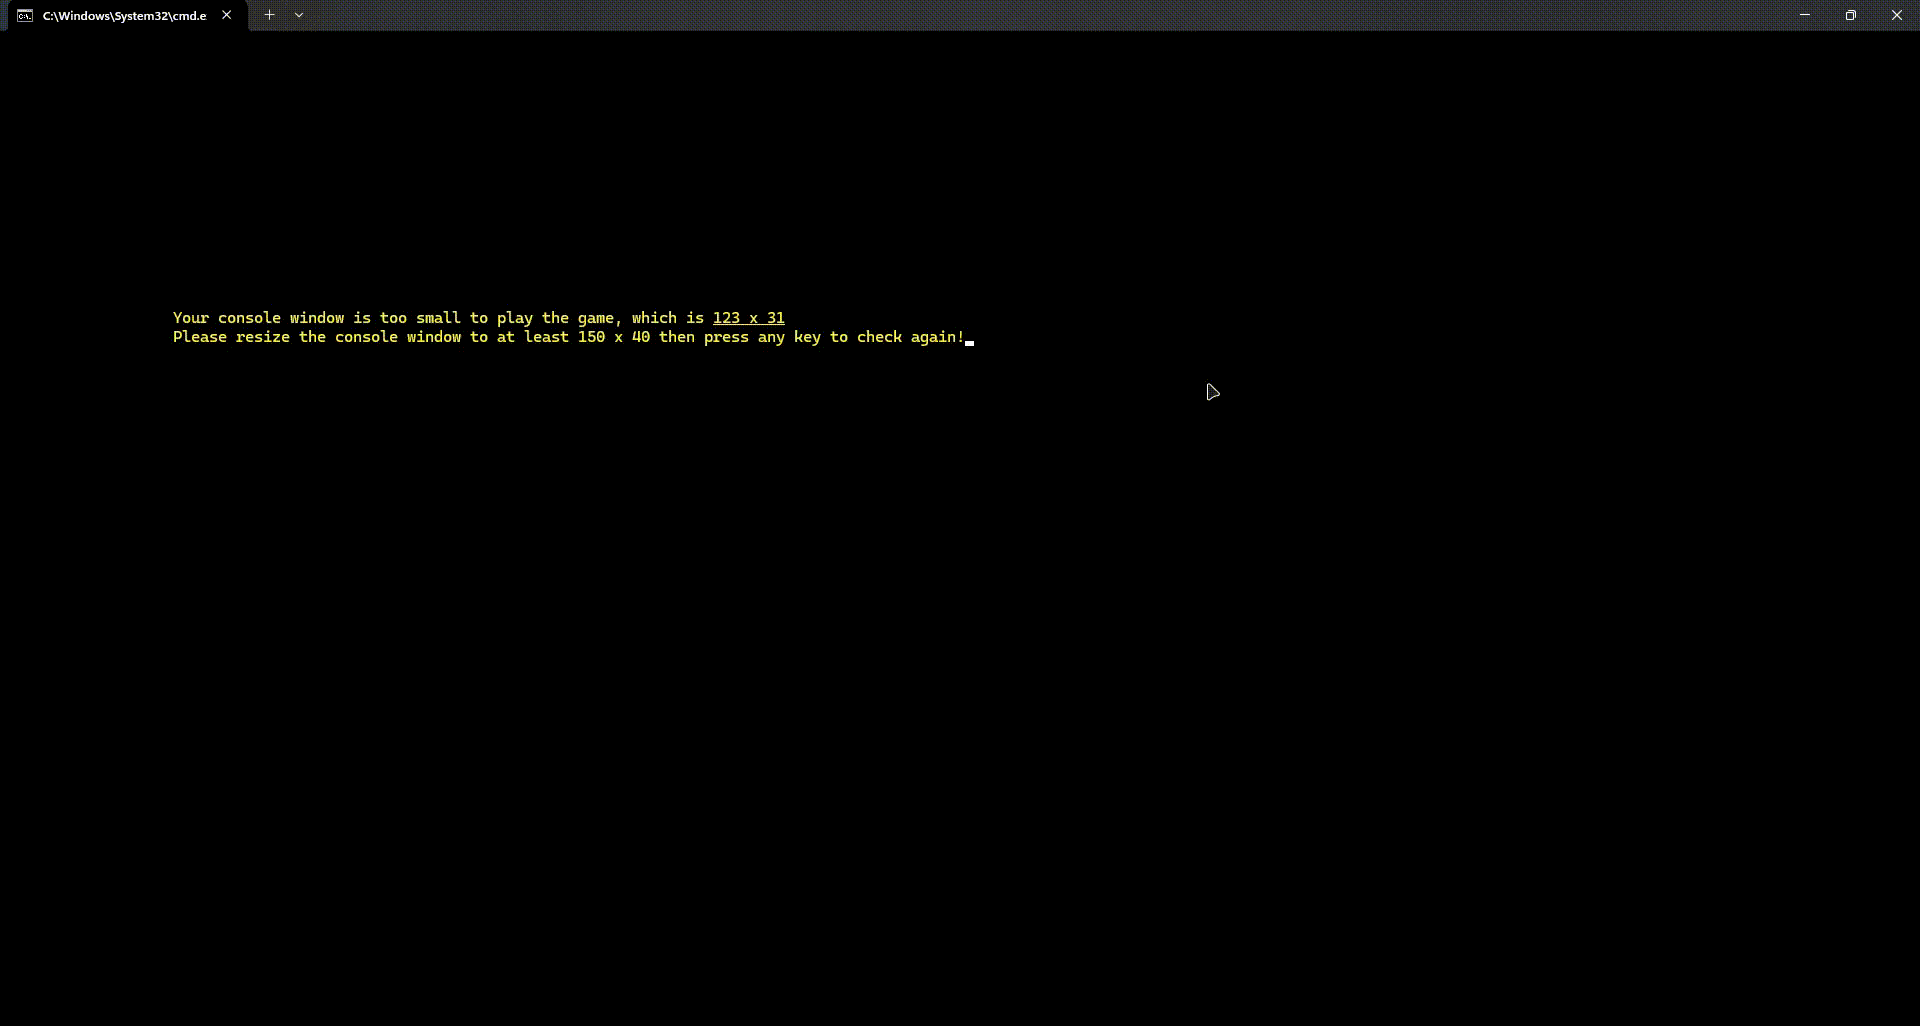 C:\Windows\System32\cmd.e
Your console window is too small to play the game, which is 123 x 31
Please resize the console window to at least 150 x 40 then press any key to check again!